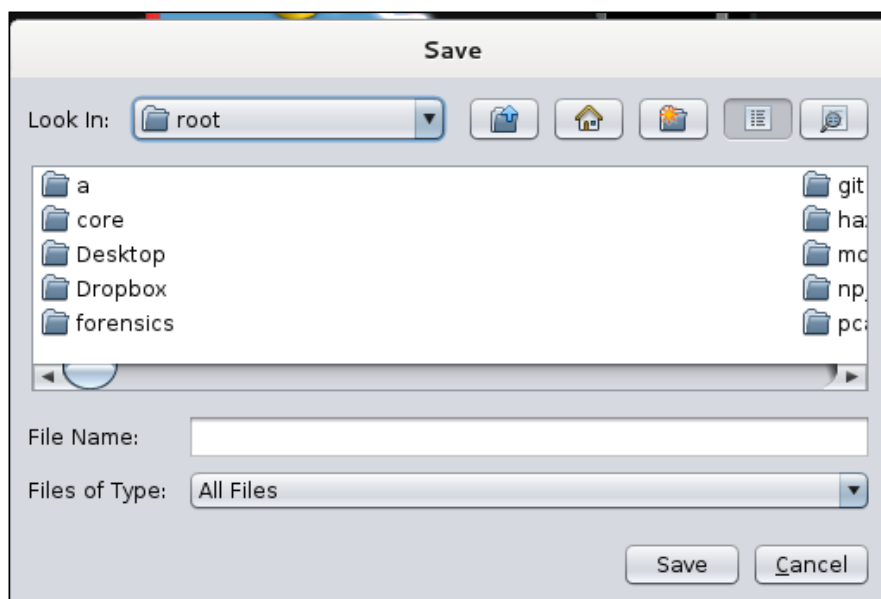 Save
Look In: root
a
core
Desktop
Dropbox
forensics
git
File Name:
Files of Type: All Files
Save Cancel